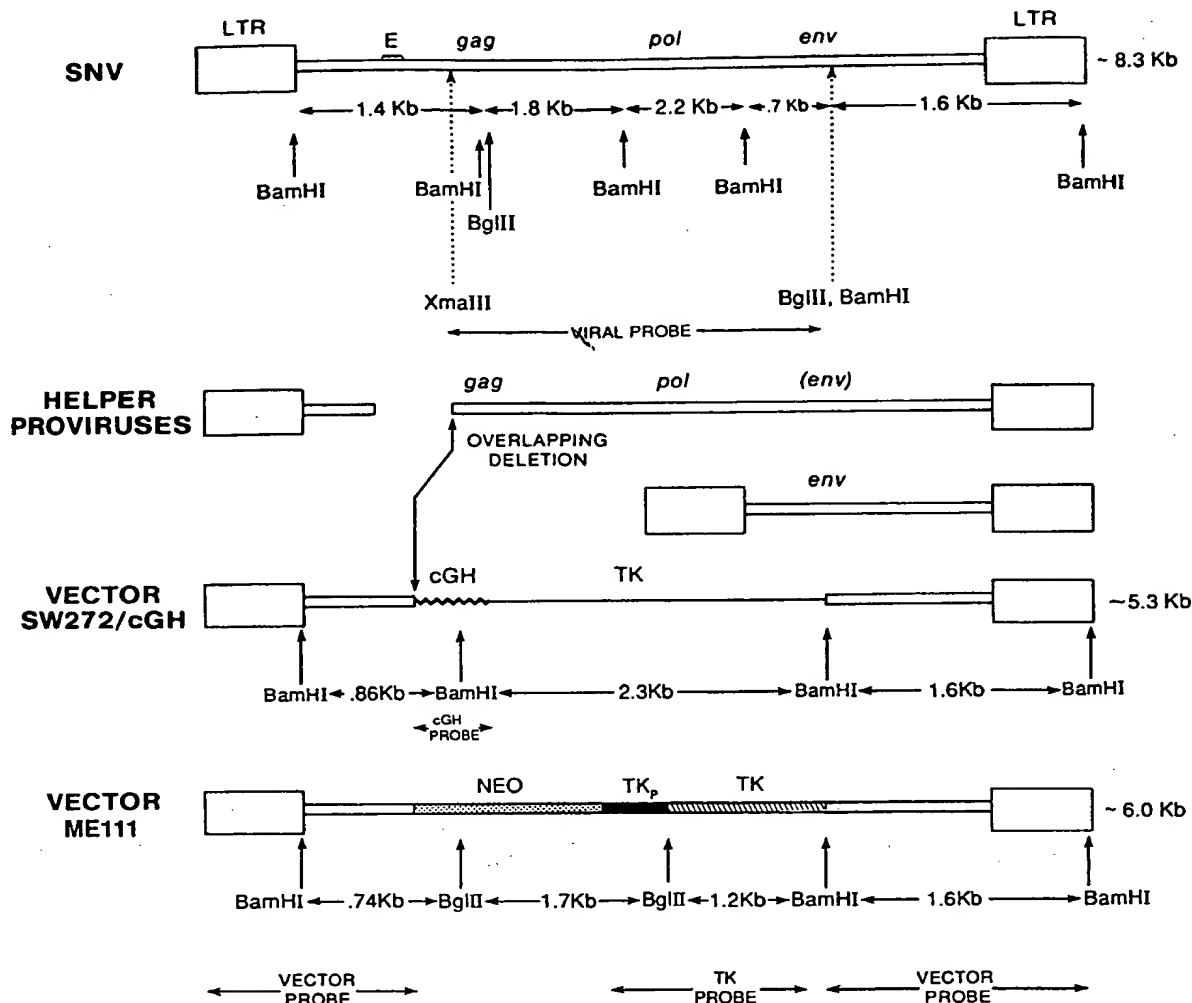 LTR
LTR
E gag pol env
SNV
~ 8.3 Kb
1.4 Kb 1.8 Kb 2.2 Kb .7 Kb 1.6 Kb
BamHI BamHI BamHI BamHI BamHI
BglII
XmaIII BglII, BamHI
VIRAL PROBE
HELPER
PROVIRUSES
gag pol (env)
OVERLAPPING
DELETION
env
VECTOR
SW272/cGH
cGH TK
~5.3 Kb
BamHI .86Kb BamHI 2.3Kb BamHI 1.6Kb BamHI
cGH
PROBE
VECTOR
ME111
NEO TKP TK
~6.0 Kb
BamHI .74Kb BglII 1.7Kb BglII 1.2Kb BamHI 1.6Kb BamHI
VECTOR
PROBE
TK
PROBE
VECTOR
PROBE